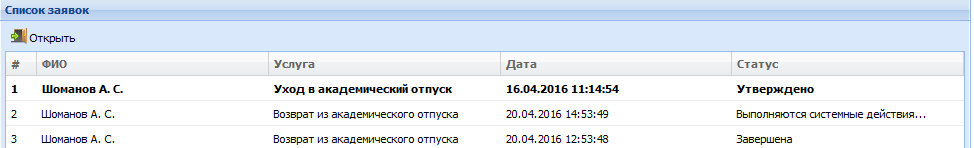 Список заявок
Открыть
# ФИО Услуга Дата Статус
1 Шоманов А. С. Уход в академический отпуск 16.04.2016 11:14:54 Утверждено
2 Шоманов А. С. Возврат из академического отпуска 20.04.2016 14:53:49 Выполняются системные действия...
3 Шоманов А. С. Возврат из академического отпуска 20.04.2016 12:53:48 Завершена